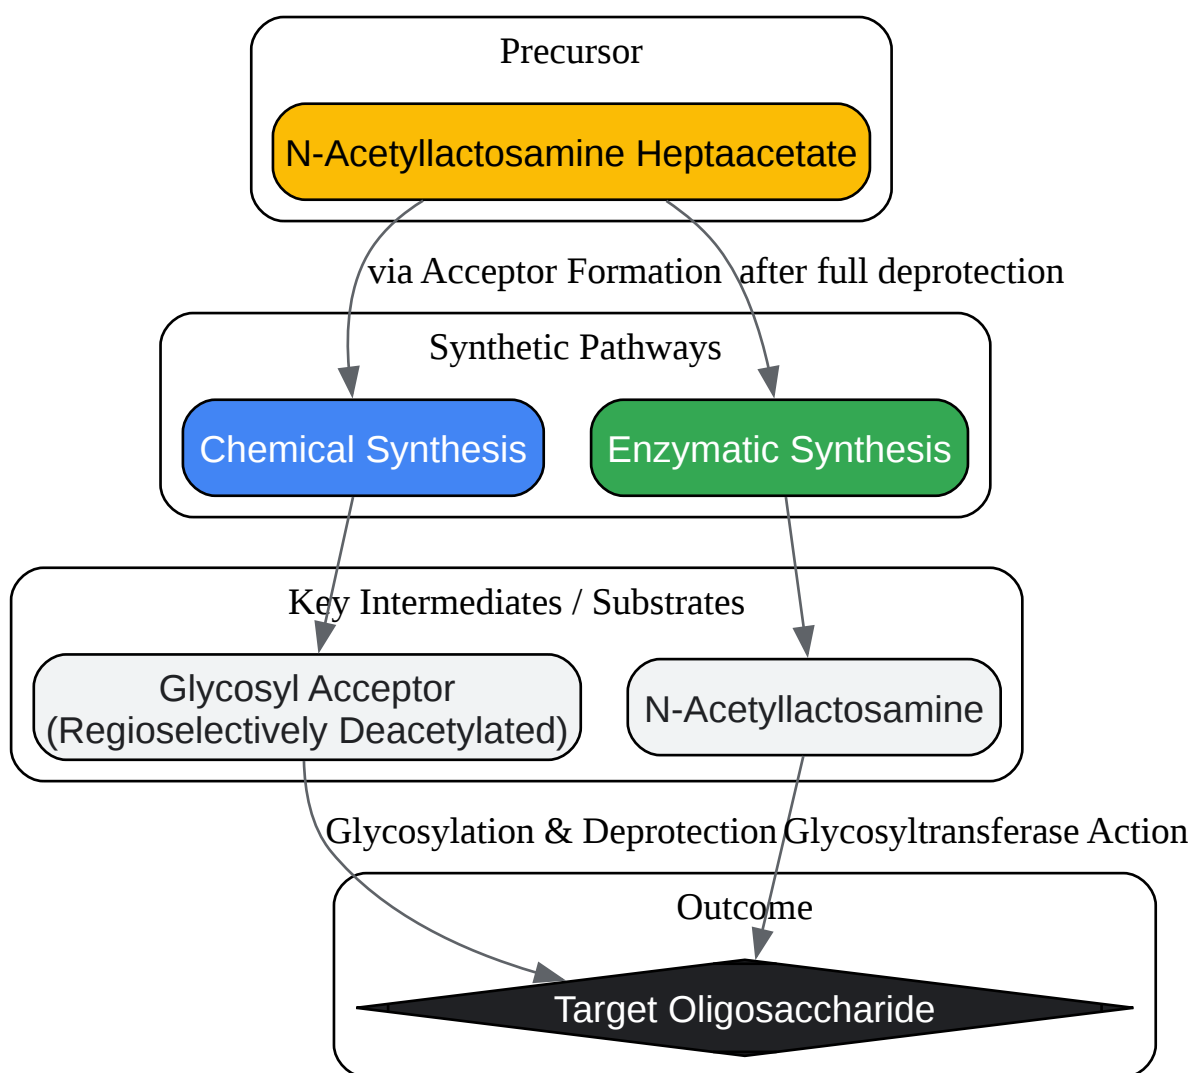 Precursor
N-Acetyllactosamine Heptaacetate
via Acceptor Formation
after full deprotection
Synthetic Pathways
Chemical Synthesis
Enzymatic Synthesis
Key Intermediates / Substrates
Glycosyl Acceptor
(Regioselectively Deacetylated)
N-Acetyllactosamine
Glycosylation & Deprotection
Glycosyltransferase Action
Outcome
Target Oligosaccharide